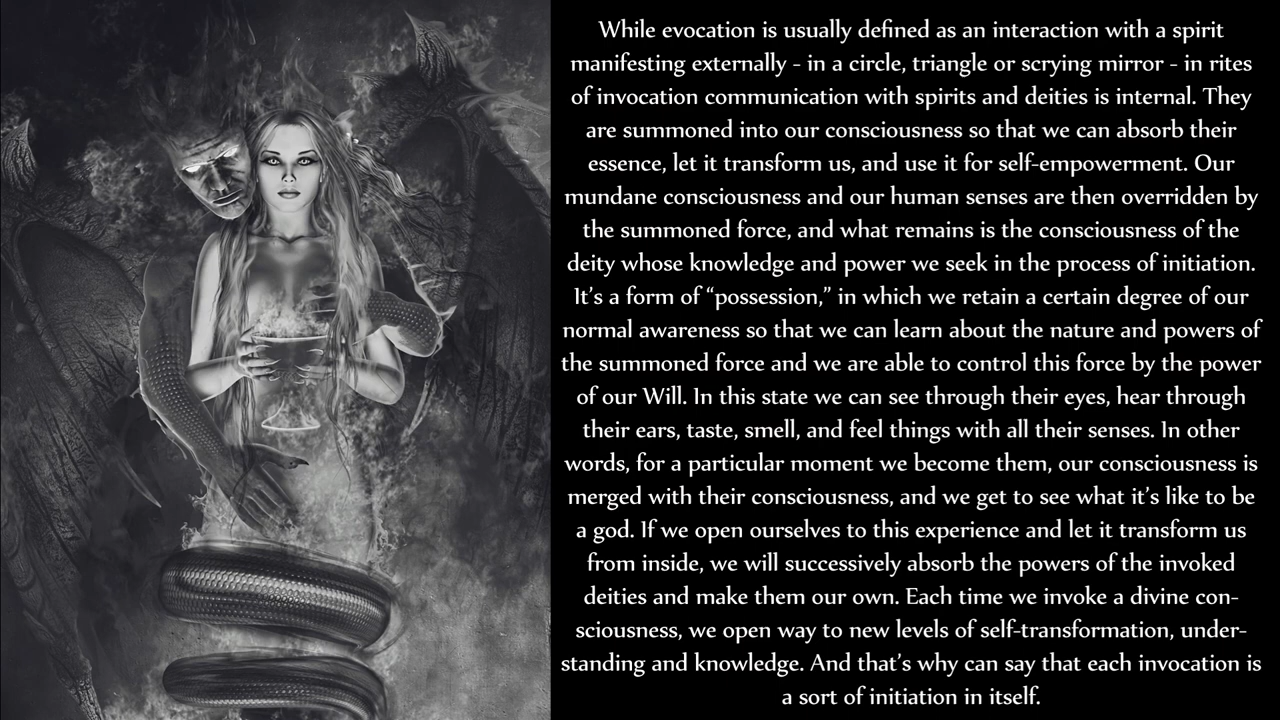 While evocation is usually defined as an interaction with a spirit
manifesting externally - in a circle, triangle or scrying mirror - in rites
of invocation communication with spirits and deities is internal. They
are summoned into our consciousness so that we can absorb their
essence, let it transform us, and use it for self-empowerment. Our
mundane consciousness and our human senses are then overridden by
the summoned force, and what remains is the consciousness of the
deity whose knowledge and power we seek in the process of initiation.
It’s a form of “possession,” in which we retain a certain degree of our
normal awareness so that we can learn about the nature and powers of
the summoned force and we are able to control this force by the power
of our Will. In this state we can see through their eyes, hear through
their ears, taste, smell, and feel things with all their senses. In other
words, for a particular moment we become them, our consciousness is
merged with their consciousness, and we get to see what it’s like to be
a god. If we open ourselves to this experience and let it transform us
from inside, we will successively absorb the powers of the invoked
deities and make them our own. Each time we invoke a divine con-
sciousness, we open way to new levels of self-transformation, under-
standing and knowledge. And that’s why can say that each invocation is
a sort of initiation in itself.